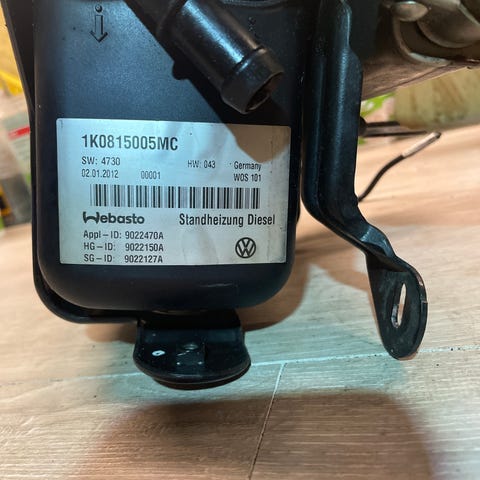 1K0815005MC
SW: 4730 HW: 043 Germany
02.01.2012 00001 WOS 101
Webasto Standheizung Diesel
Appl-ID: 9022470A
HG-ID: 9022150A
SG-ID: 9022127A